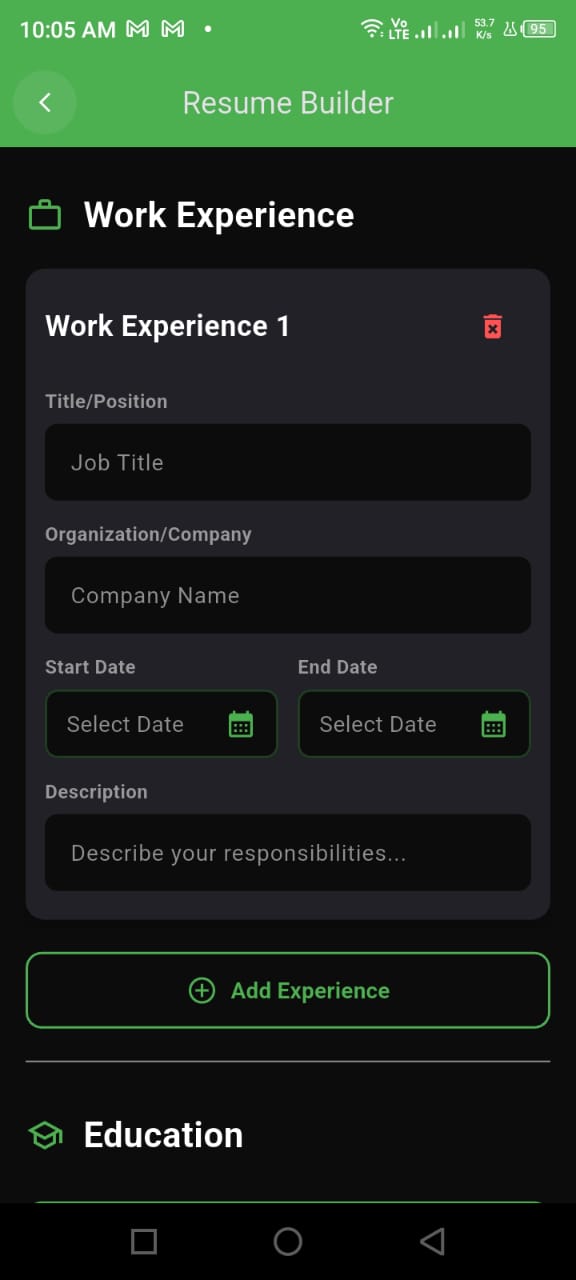 10:05 AM
Vo LTE
53.7 K/s
95
Resume Builder
Work Experience
Work Experience 1
Title/Position
Job Title
Organization/Company
Company Name
Start Date End Date
Select Date Select Date
Description
Describe your responsibilities...
Add Experience
Education